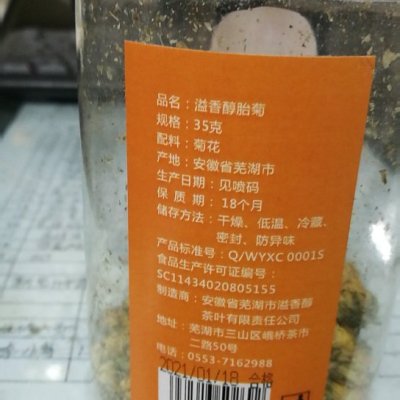 品名：溢香醇胎菊
规格：35克
配料：菊花
产地：安徽省芜湖市
生产日期：见喷码
保 质 期：18个月
储存方法：干燥、低温、冷藏、
密封、防异味
产品标准号：Q/WYXC 0001S
食品生产许可证编号：
SC11434020805155
制造商：安徽省芜湖市溢香醇
茶叶有限责任公司
地址：芜湖市三山区峨桥茶市
二路50号
电话：0553-7162988
2021/01/18 合格